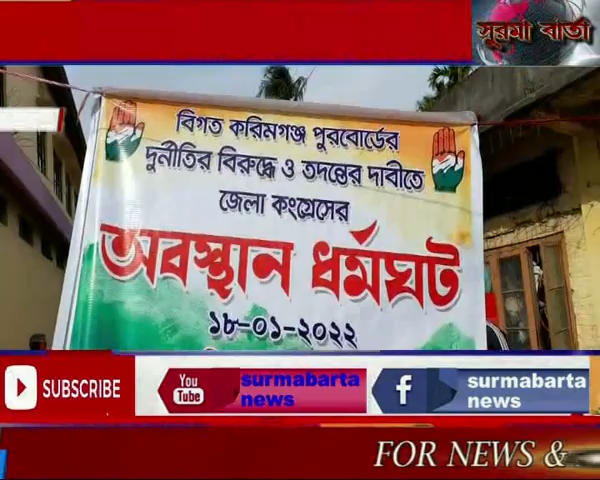 সুরমা বার্তা
বিগত করিমগঞ্জ পুরবোর্ডের
দুর্নীতির বিরুদ্ধে ও তদন্তের দাবীতে
জেলা কংগ্রেসের
অবস্থান ধর্মঘট
১৮-০১-২০২২
SUBSCRIBE
You Tube
surmabarta news
surmabarta news
FOR NEWS &